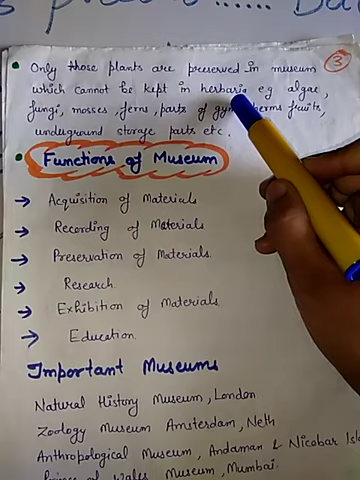 ③
• Only those plants are preserved in museum
which cannot be kept in herbaria eg algae,
fungi, mosses, ferns, parts of fruits,
underground storage parts etc.
• Functions of Museum
→ Acquisition of Materials
→ Recording of Materials
→ Preservation of Materials.
→ Research
→ Exhibition of Materials
→ Education.
Important Museums
Natural History Museum, London
Zoology Museum Amsterdam, Neth
Anthropological Museum, Andaman & Nicobar
Prince of Wales Museum, Mumbai.